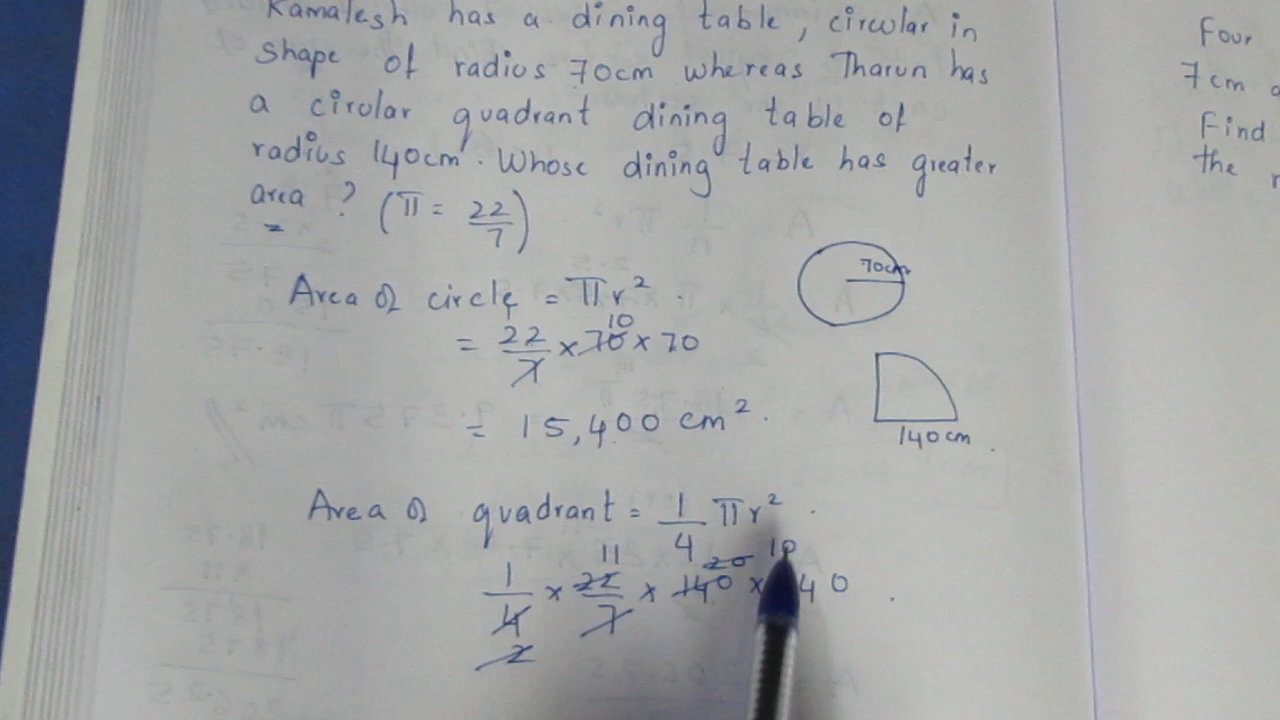 Kamalesh has a dining table, circular in
shape of radius 70cm whereas Tharun has
a cirular quadrant dining table of
radius 140cm. Whose dining table has greater
area? (π = 22/7)
70cm
Area of circle = πr²
10
= 22/7 × 70 × 70
= 15,400 cm².
140cm
Area of quadrant = 1/4 πr²
11 20 10
1/4 × 22/7 × 140 × 40
2
Four
7cm
Find
the